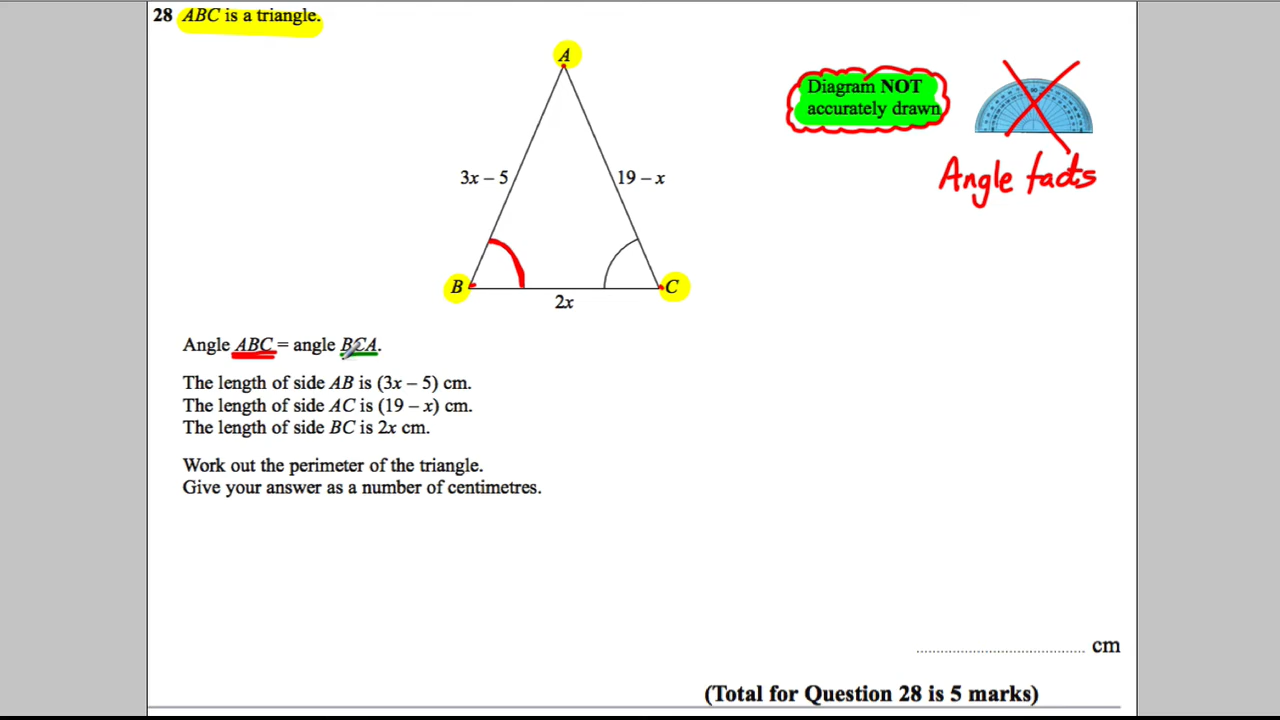 28 ABC is a triangle.
A
Diagram NOT
accurately drawn
Angle facts
3x – 5
19 – x
B
C
2x
Angle ABC = angle BCA.
The length of side AB is (3x – 5) cm.
The length of side AC is (19 – x) cm.
The length of side BC is 2x cm.
Work out the perimeter of the triangle.
Give your answer as a number of centimetres.
.......................................... cm
(Total for Question 28 is 5 marks)